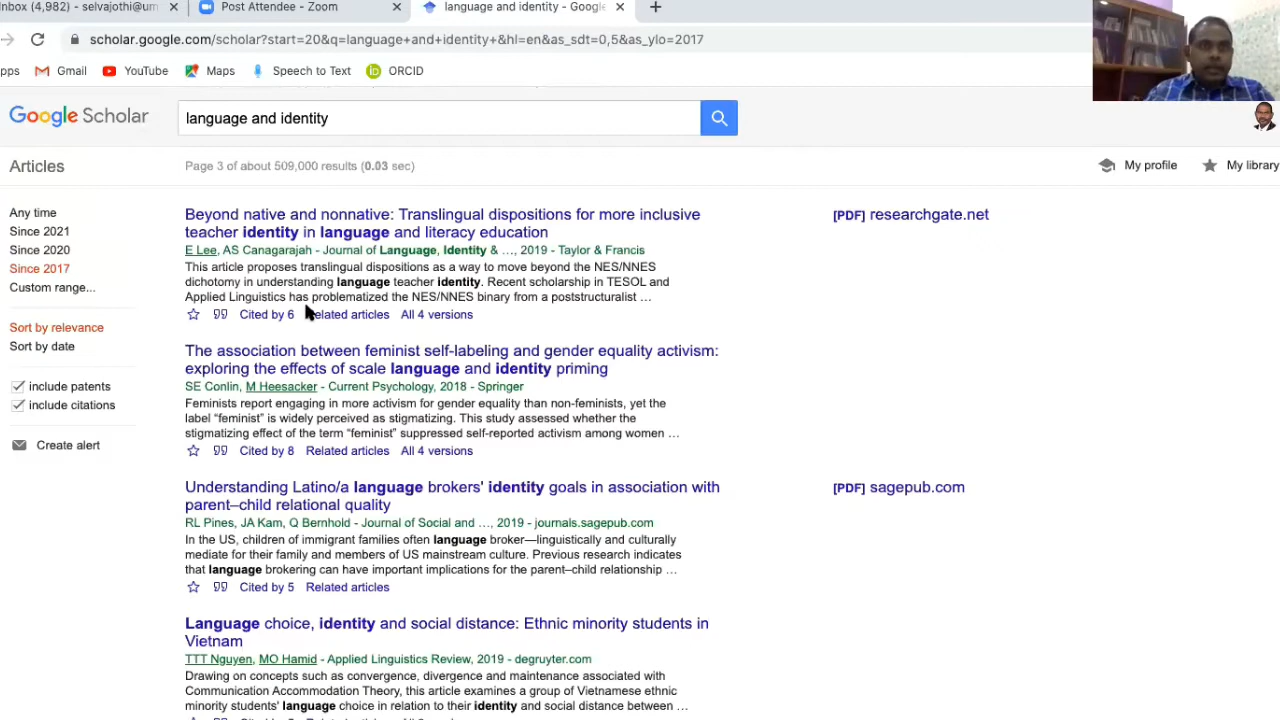 nbox (4,982) - selvajothi@um
Post Attendee - Zoom
language and identity - Google
scholar.google.com/scholar?start=20&q=language+and+identity+&hl=en&as_sdt=0,5&as_ylo=2017
pps Gmail YouTube Maps Speech to Text ORCID
Google Scholar
language and identity
Articles
Page 3 of about 509,000 results (0.03 sec)
My profile
My library
Any time
Since 2021
Since 2020
Since 2017
Custom range...
Sort by relevance
Sort by date
include patents
include citations
Create alert
Beyond native and nonnative: Translingual dispositions for more inclusive
teacher identity in language and literacy education
E Lee, AS Canagarajah - Journal of Language, Identity & …, 2019 - Taylor & Francis
This article proposes translingual dispositions as a way to move beyond the NES/NNES
dichotomy in understanding language teacher identity. Recent scholarship in TESOL and
Applied Linguistics has problematized the NES/NNES binary from a poststructuralist …
Cited by 6 Related articles All 4 versions
[PDF] researchgate.net
The association between feminist self-labeling and gender equality activism:
exploring the effects of scale language and identity priming
SE Conlin, M Heesacker - Current Psychology, 2018 - Springer
Feminists report engaging in more activism for gender equality than non-feminists, yet the
label "feminist" is widely perceived as stigmatizing. This study assessed whether the
stigmatizing effect of the term "feminist" suppressed self-reported activism among women …
Cited by 8 Related articles All 4 versions
Understanding Latino/a language brokers' identity goals in association with
parent–child relational quality
RL Pines, JA Kam, Q Bernhold - Journal of Social and …, 2019 - journals.sagepub.com
In the US, children of immigrant families often language broker—linguistically and culturally
mediate for their family and members of US mainstream culture. Previous research indicates
that language brokering can have important implications for the parent–child relationship …
Cited by 5 Related articles
[PDF] sagepub.com
Language choice, identity and social distance: Ethnic minority students in
Vietnam
TTT Nguyen, MO Hamid - Applied Linguistics Review, 2019 - degruyter.com
Drawing on concepts such as convergence, divergence and maintenance associated with
Communication Accommodation Theory, this article examines a group of Vietnamese ethnic
minority students' language choice in relation to their identity and social distance between …